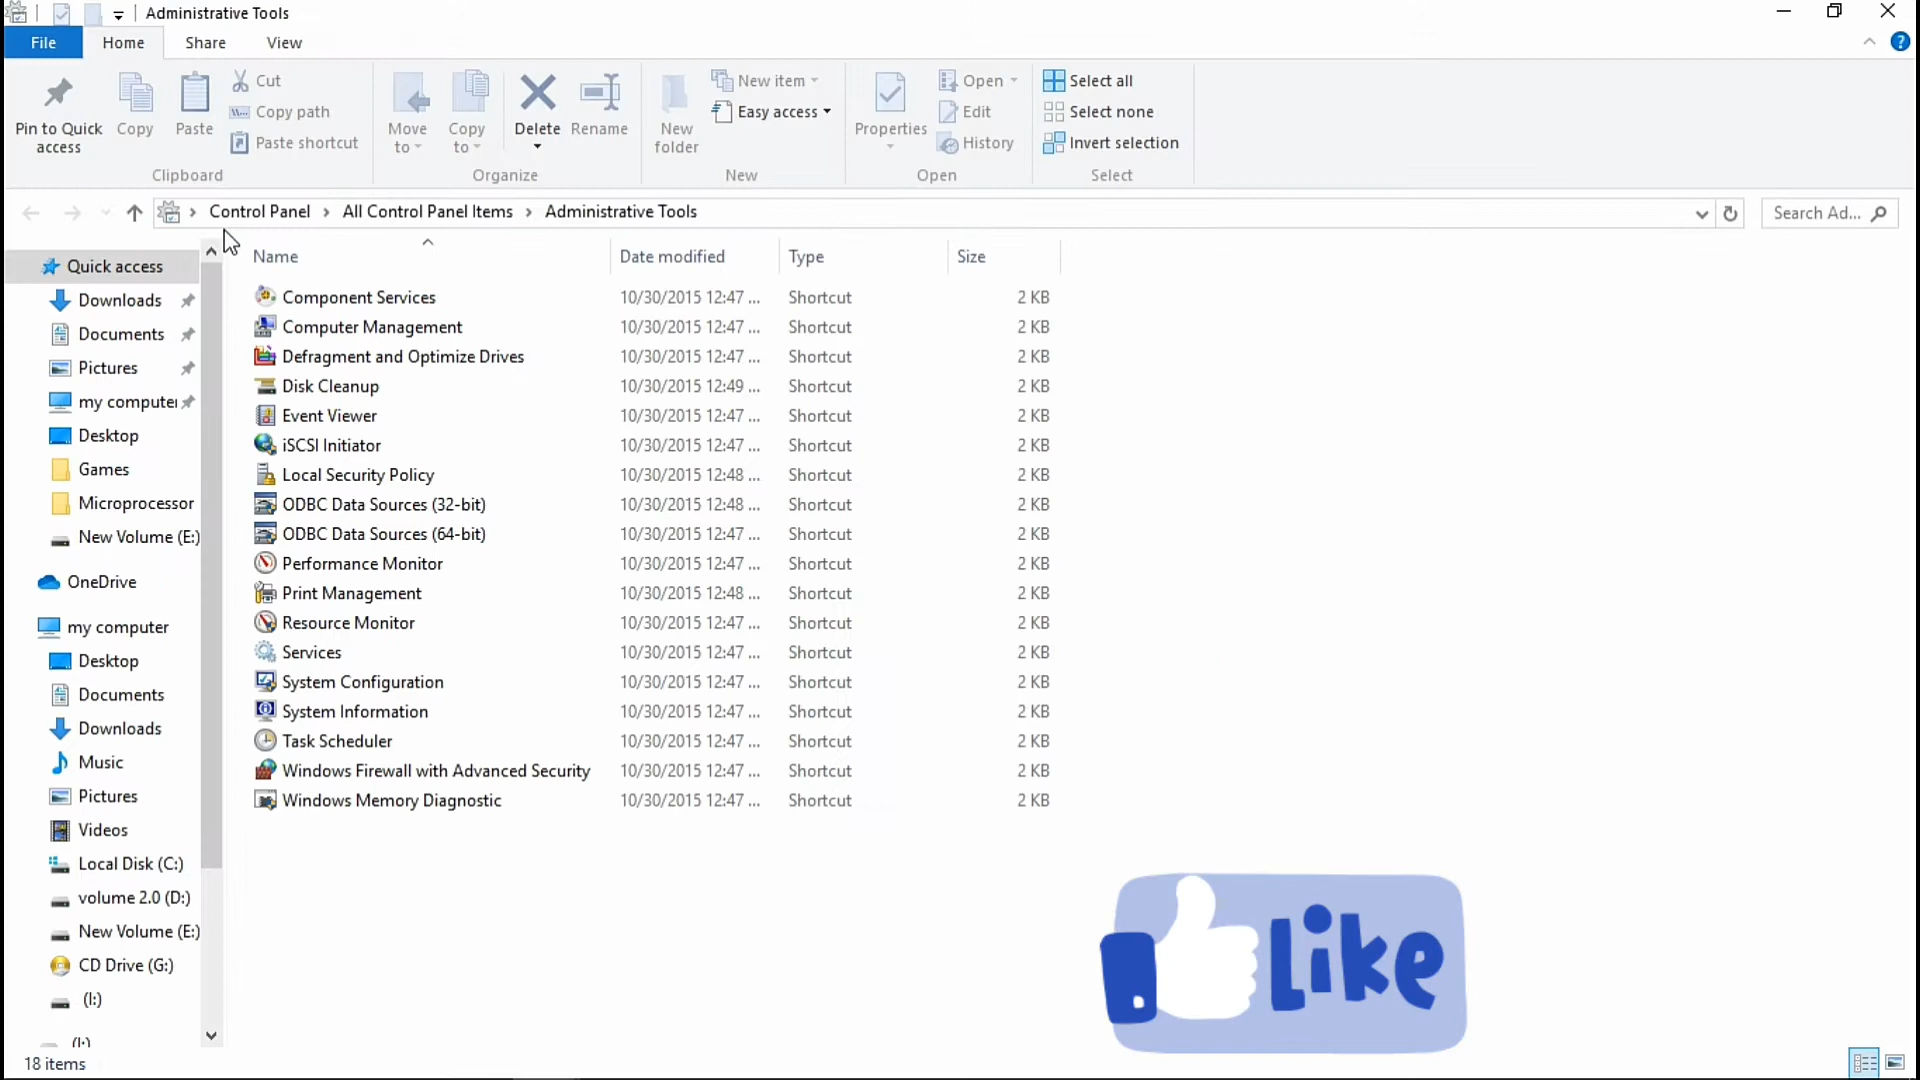 Administrative Tools
File Home Share View
Pin to Quick access
Copy
Paste
Cut
Copy path
Paste shortcut
Clipboard
Move to
Copy to
Delete
Rename
Organize
New folder
New item
Easy access
New
Properties
Open
Edit
History
Open
Select all
Select none
Invert selection
Select
Control Panel All Control Panel Items Administrative Tools
Search Ad...
Quick access
Downloads
Documents
Pictures
my computer
Desktop
Games
Microprocessor
New Volume (E:)
OneDrive
my computer
Desktop
Documents
Downloads
Music
Pictures
Videos
Local Disk (C:)
volume 2.0 (D:)
New Volume (E:)
CD Drive (G:)
(I:)
(I:)
Name Date modified Type Size
Component Services 10/30/2015 12:47 ... Shortcut 2 KB
Computer Management 10/30/2015 12:47 ... Shortcut 2 KB
Defragment and Optimize Drives 10/30/2015 12:47 ... Shortcut 2 KB
Disk Cleanup 10/30/2015 12:49 ... Shortcut 2 KB
Event Viewer 10/30/2015 12:47 ... Shortcut 2 KB
iSCSI Initiator 10/30/2015 12:47 ... Shortcut 2 KB
Local Security Policy 10/30/2015 12:48 ... Shortcut 2 KB
ODBC Data Sources (32-bit) 10/30/2015 12:48 ... Shortcut 2 KB
ODBC Data Sources (64-bit) 10/30/2015 12:47 ... Shortcut 2 KB
Performance Monitor 10/30/2015 12:47 ... Shortcut 2 KB
Print Management 10/30/2015 12:48 ... Shortcut 2 KB
Resource Monitor 10/30/2015 12:47 ... Shortcut 2 KB
Services 10/30/2015 12:47 ... Shortcut 2 KB
System Configuration 10/30/2015 12:47 ... Shortcut 2 KB
System Information 10/30/2015 12:47 ... Shortcut 2 KB
Task Scheduler 10/30/2015 12:47 ... Shortcut 2 KB
Windows Firewall with Advanced Security 10/30/2015 12:47 ... Shortcut 2 KB
Windows Memory Diagnostic 10/30/2015 12:47 ... Shortcut 2 KB
Like
18 items